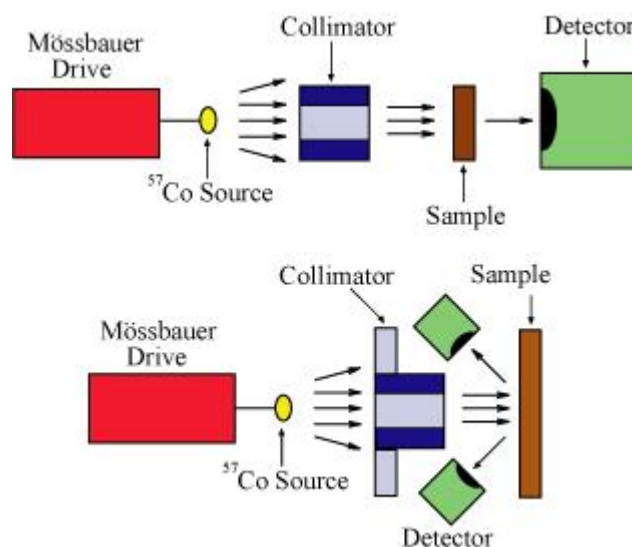 Collimator
Detector
Mössbauer
Drive
⁵⁷Co Source
Sample
Collimator
Sample
Mössbauer
Drive
⁵⁷Co Source
Detector